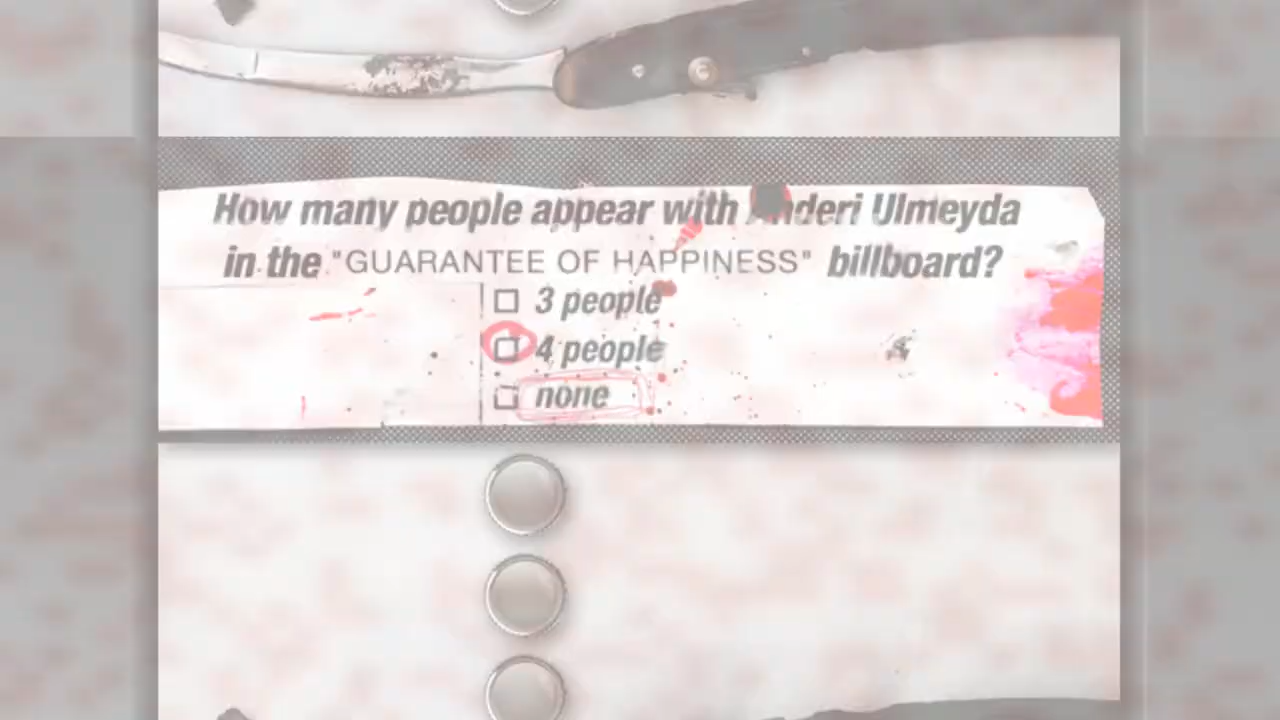 How many people appear with Anderi Ulmeyda
in the "GUARANTEE OF HAPPINESS" billboard?
3 people
4 people
none